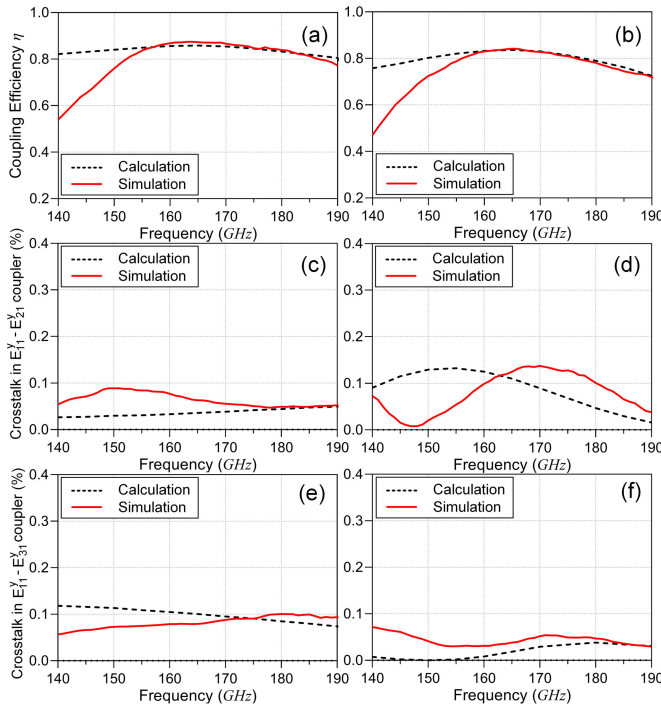 (a)
Coupling Efficiency η
1.0
0.8
0.6
0.4
0.2
Calculation
Simulation
140 150 160 170 180 190
Frequency (GHz)
(b)
1.0
0.8
0.6
0.4
0.2
Calculation
Simulation
140 150 160 170 180 190
Frequency (GHz)
(c)
Crosstalk in E^y_11 - E^y_21 coupler (%)
0.4
0.3
0.2
0.1
0.0
Calculation
Simulation
140 150 160 170 180 190
Frequency (GHz)
(d)
0.4
0.3
0.2
0.1
0.0
Calculation
Simulation
140 150 160 170 180 190
Frequency (GHz)
(e)
Crosstalk in E^y_11 - E^y_31 coupler (%)
0.4
0.3
0.2
0.1
0.0
Calculation
Simulation
140 150 160 170 180 190
Frequency (GHz)
(f)
0.4
0.3
0.2
0.1
0.0
Calculation
Simulation
140 150 160 170 180 190
Frequency (GHz)